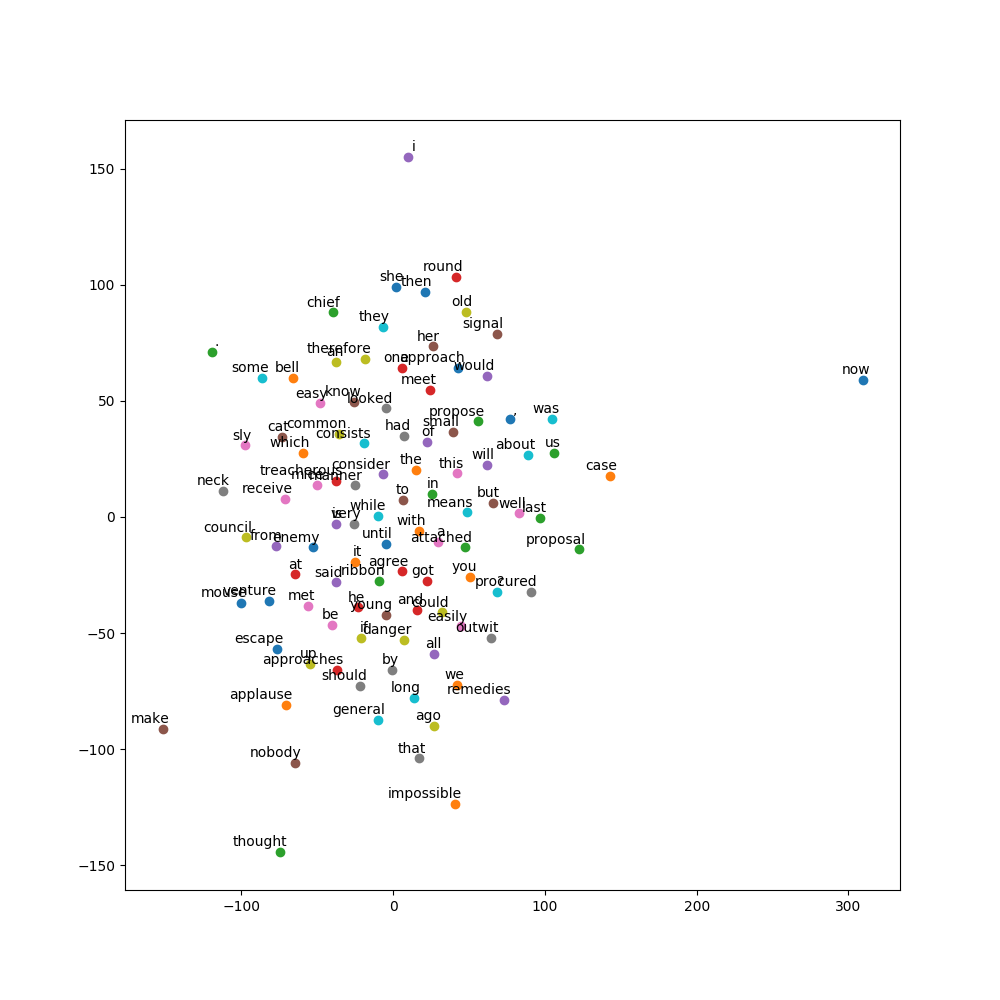 i
round
she
then
chief
old
they
signal
her
.
therefore
an
one
approach
some
bell
would
now
meet
easy
know
looked
propose
,
was
common
small
cat
had
of
consists
sly
which
about
us
the
this
will
consider
case
treacherous
mice
manner
neck
receive
to
in
means
but
well
last
while
is
very
with
a
council
from
enemy
until
attached
proposal
it
agree
at
said
ribbon
got
you
?
procured
mouse
venture
met
he
young
and
could
be
easily
if
danger
outwit
escape
all
up
approaches
by
should
we
applause
long
remedies
general
ago
make
that
nobody
impossible
thought
150
100
50
0
−50
−100
−150
−100
0
100
200
300